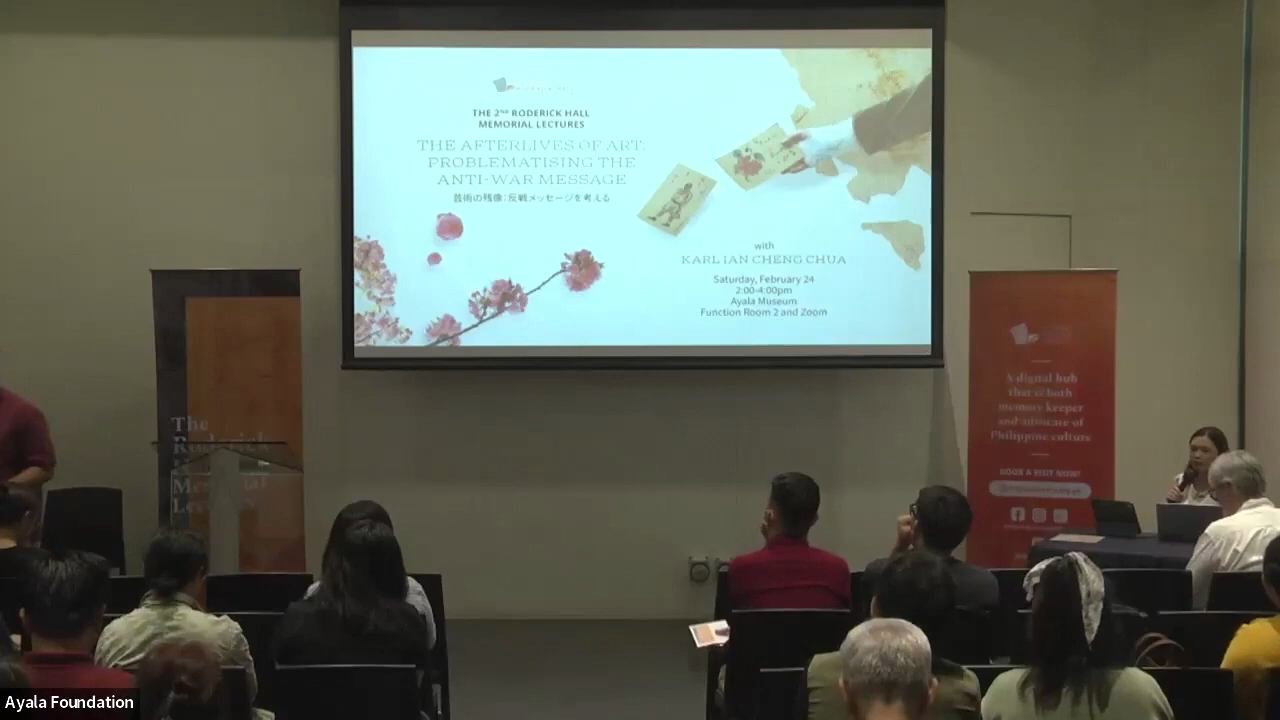 THE 2ND RODERICK HALL
MEMORIAL LECTURES
THE AFTERLIVES OF ART:
PROBLEMATISING THE
ANTI-WAR MESSAGE
芸術の残像：反戦メッセージを考える
with
KARL IAN CHENG CHUA
Saturday, February 24
2:00-4:00pm
Ayala Museum
Function Room 2 and Zoom
The
Roderick
Memorial
A digital hub
that is both
memory keeper
and advocate of
Philippine culture
BOOK A VISIT NOW!
Ayala Foundation